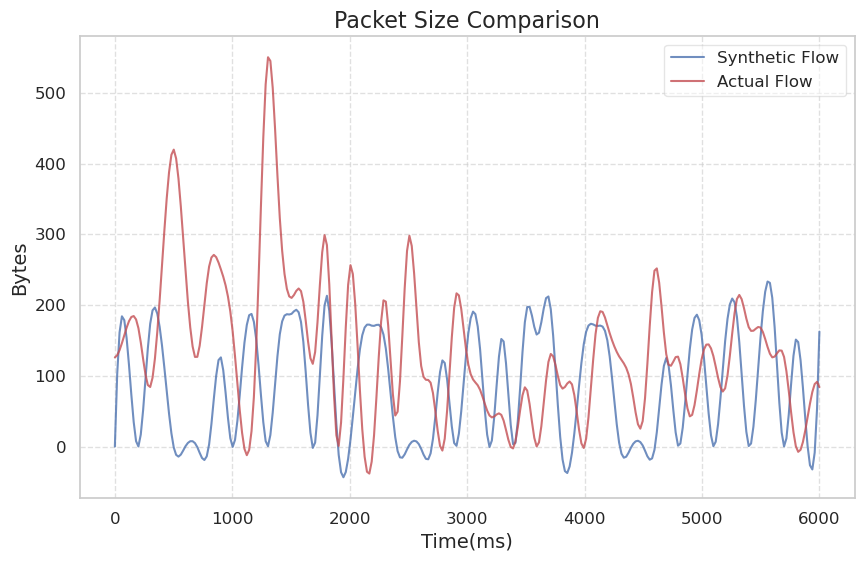 Packet Size Comparison
Synthetic Flow
Actual Flow
Bytes
500
400
300
200
100
0
0 1000 2000 3000 4000 5000 6000
Time(ms)